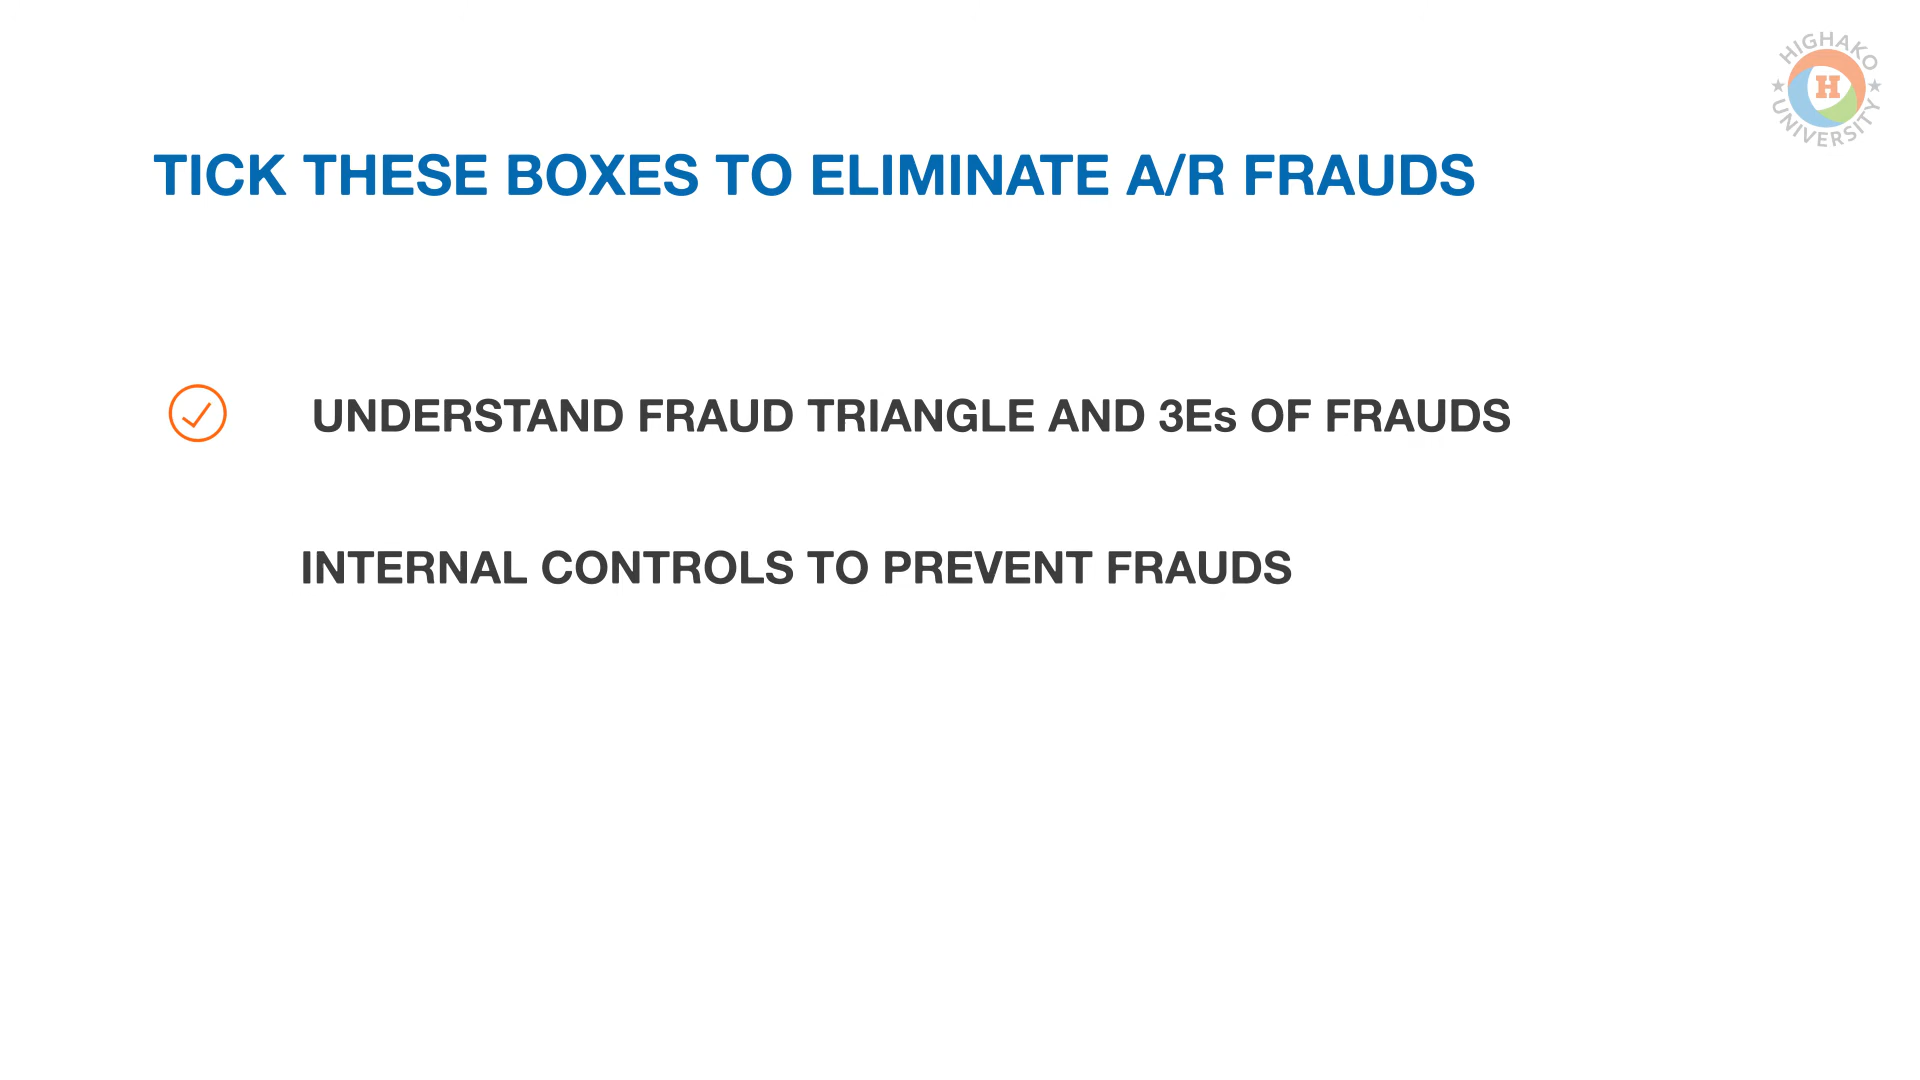 HIGHAKO
H
UNIVERSITY
TICK THESE BOXES TO ELIMINATE A/R FRAUDS
UNDERSTAND FRAUD TRIANGLE AND 3Es OF FRAUDS
INTERNAL CONTROLS TO PREVENT FRAUDS